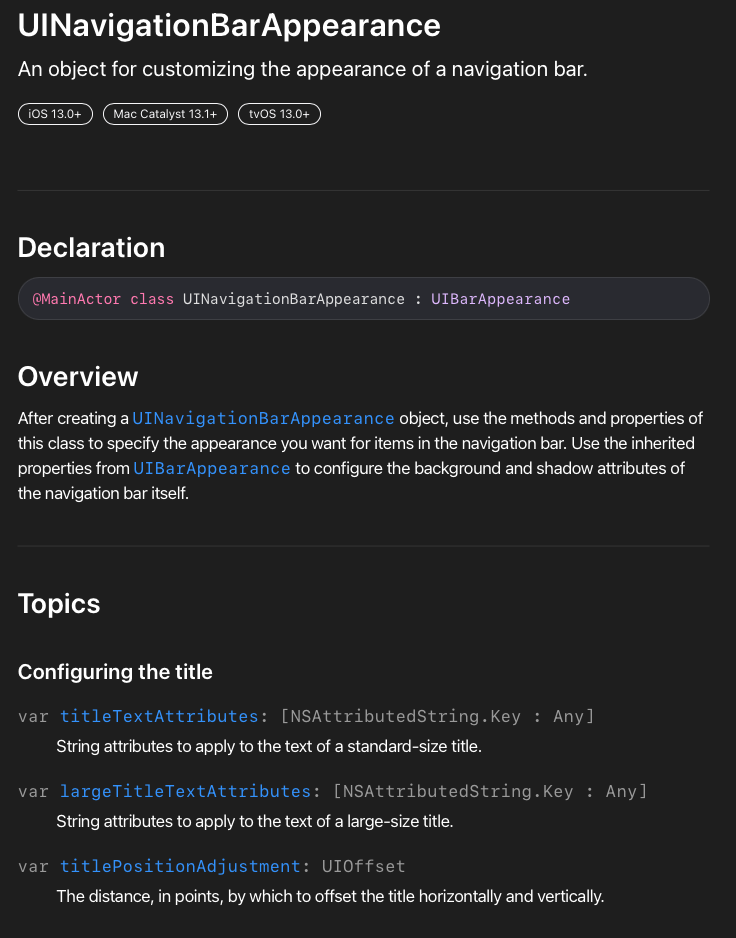 UINavigationBarAppearance
An object for customizing the appearance of a navigation bar.
iOS 13.0+ Mac Catalyst 13.1+ tvOS 13.0+
Declaration
@MainActor class UINavigationBarAppearance : UIBarAppearance
Overview
After creating a UINavigationBarAppearance object, use the methods and properties of
this class to specify the appearance you want for items in the navigation bar. Use the inherited
properties from UIBarAppearance to configure the background and shadow attributes of
the navigation bar itself.
Topics
Configuring the title
var titleTextAttributes: [NSAttributedString.Key : Any]
String attributes to apply to the text of a standard-size title.
var largeTitleTextAttributes: [NSAttributedString.Key : Any]
String attributes to apply to the text of a large-size title.
var titlePositionAdjustment: UIOffset
The distance, in points, by which to offset the title horizontally and vertically.